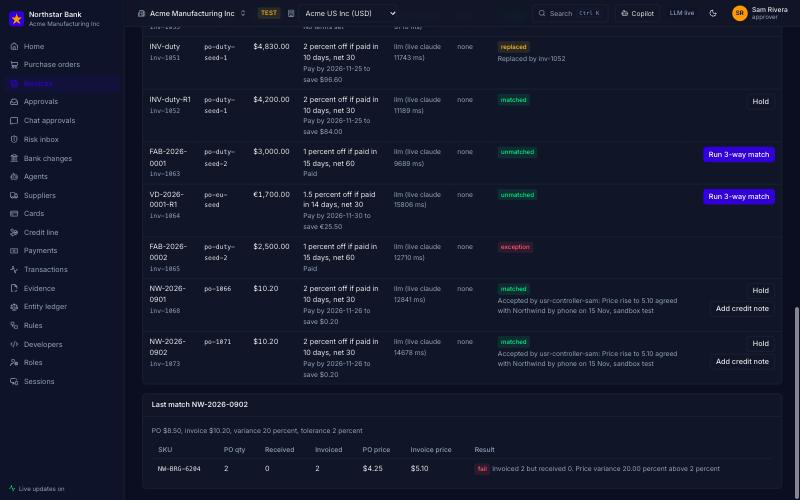 Northstar Bank
Acme Manufacturing Inc
Acme Manufacturing Inc
TEST
Acme US Inc (USD)
Search Ctrl K
Copilot
LLM live
SR
Sam Rivera
approver
Home
Purchase orders
Invoices
Approvals
Chat approvals
Risk inbox
Bank changes
Agents
Suppliers
Cards
Credit line
Payments
Transactions
Evidence
Entity ledger
Rules
Developers
Roles
Sessions
Live updates on
INV-duty
inv-1051
po-duty-
seed-1
$4,830.00
2 percent off if paid in
10 days, net 30
Pay by 2026-11-25 to
save $96.60
llm (live claude
11743 ms)
none
replaced
Replaced by inv-1052
INV-duty-R1
inv-1052
po-duty-
seed-1
$4,200.00
2 percent off if paid in
10 days, net 30
Pay by 2026-11-25 to
save $84.00
llm (live claude
11189 ms)
none
matched
Hold
FAB-2026-
0001
inv-1063
po-duty-
seed-2
$3,000.00
1 percent off if paid in
15 days, net 60
Paid
llm (live claude
9689 ms)
none
unmatched
Run 3-way match
VD-2026-
0001-R1
inv-1064
po-eu-
seed
€1,700.00
1.5 percent off if paid
in 14 days, net 30
Pay by 2026-11-30 to
save €25.50
llm (live claude
15806 ms)
none
unmatched
Run 3-way match
FAB-2026-
0002
inv-1065
po-duty-
seed-2
$2,500.00
1 percent off if paid in
15 days, net 60
Paid
llm (live claude
12710 ms)
none
exception
NW-2026-
0901
inv-1068
po-1066
$10.20
2 percent off if paid in
10 days, net 30
Pay by 2026-11-26 to
save $0.20
llm (live claude
12841 ms)
none
matched
Accepted by usr-controller-sam: Price rise to 5.10 agreed
with Northwind by phone on 15 Nov, sandbox test
Hold
Add credit note
NW-2026-
0902
inv-1073
po-1071
$10.20
2 percent off if paid in
10 days, net 30
Pay by 2026-11-26 to
save $0.20
llm (live claude
14678 ms)
none
matched
Accepted by usr-controller-sam: Price rise to 5.10 agreed
with Northwind by phone on 15 Nov, sandbox test
Hold
Add credit note
Last match NW-2026-0902
PO $8.50, invoice $10.20, variance 20 percent, tolerance 2 percent
SKU PO qty Received Invoiced PO price Invoice price Result
NW-BRG-6204 2 0 2 $4.25 $5.10 fail Invoiced 2 but received 0. Price variance 20.00 percent above 2 percent